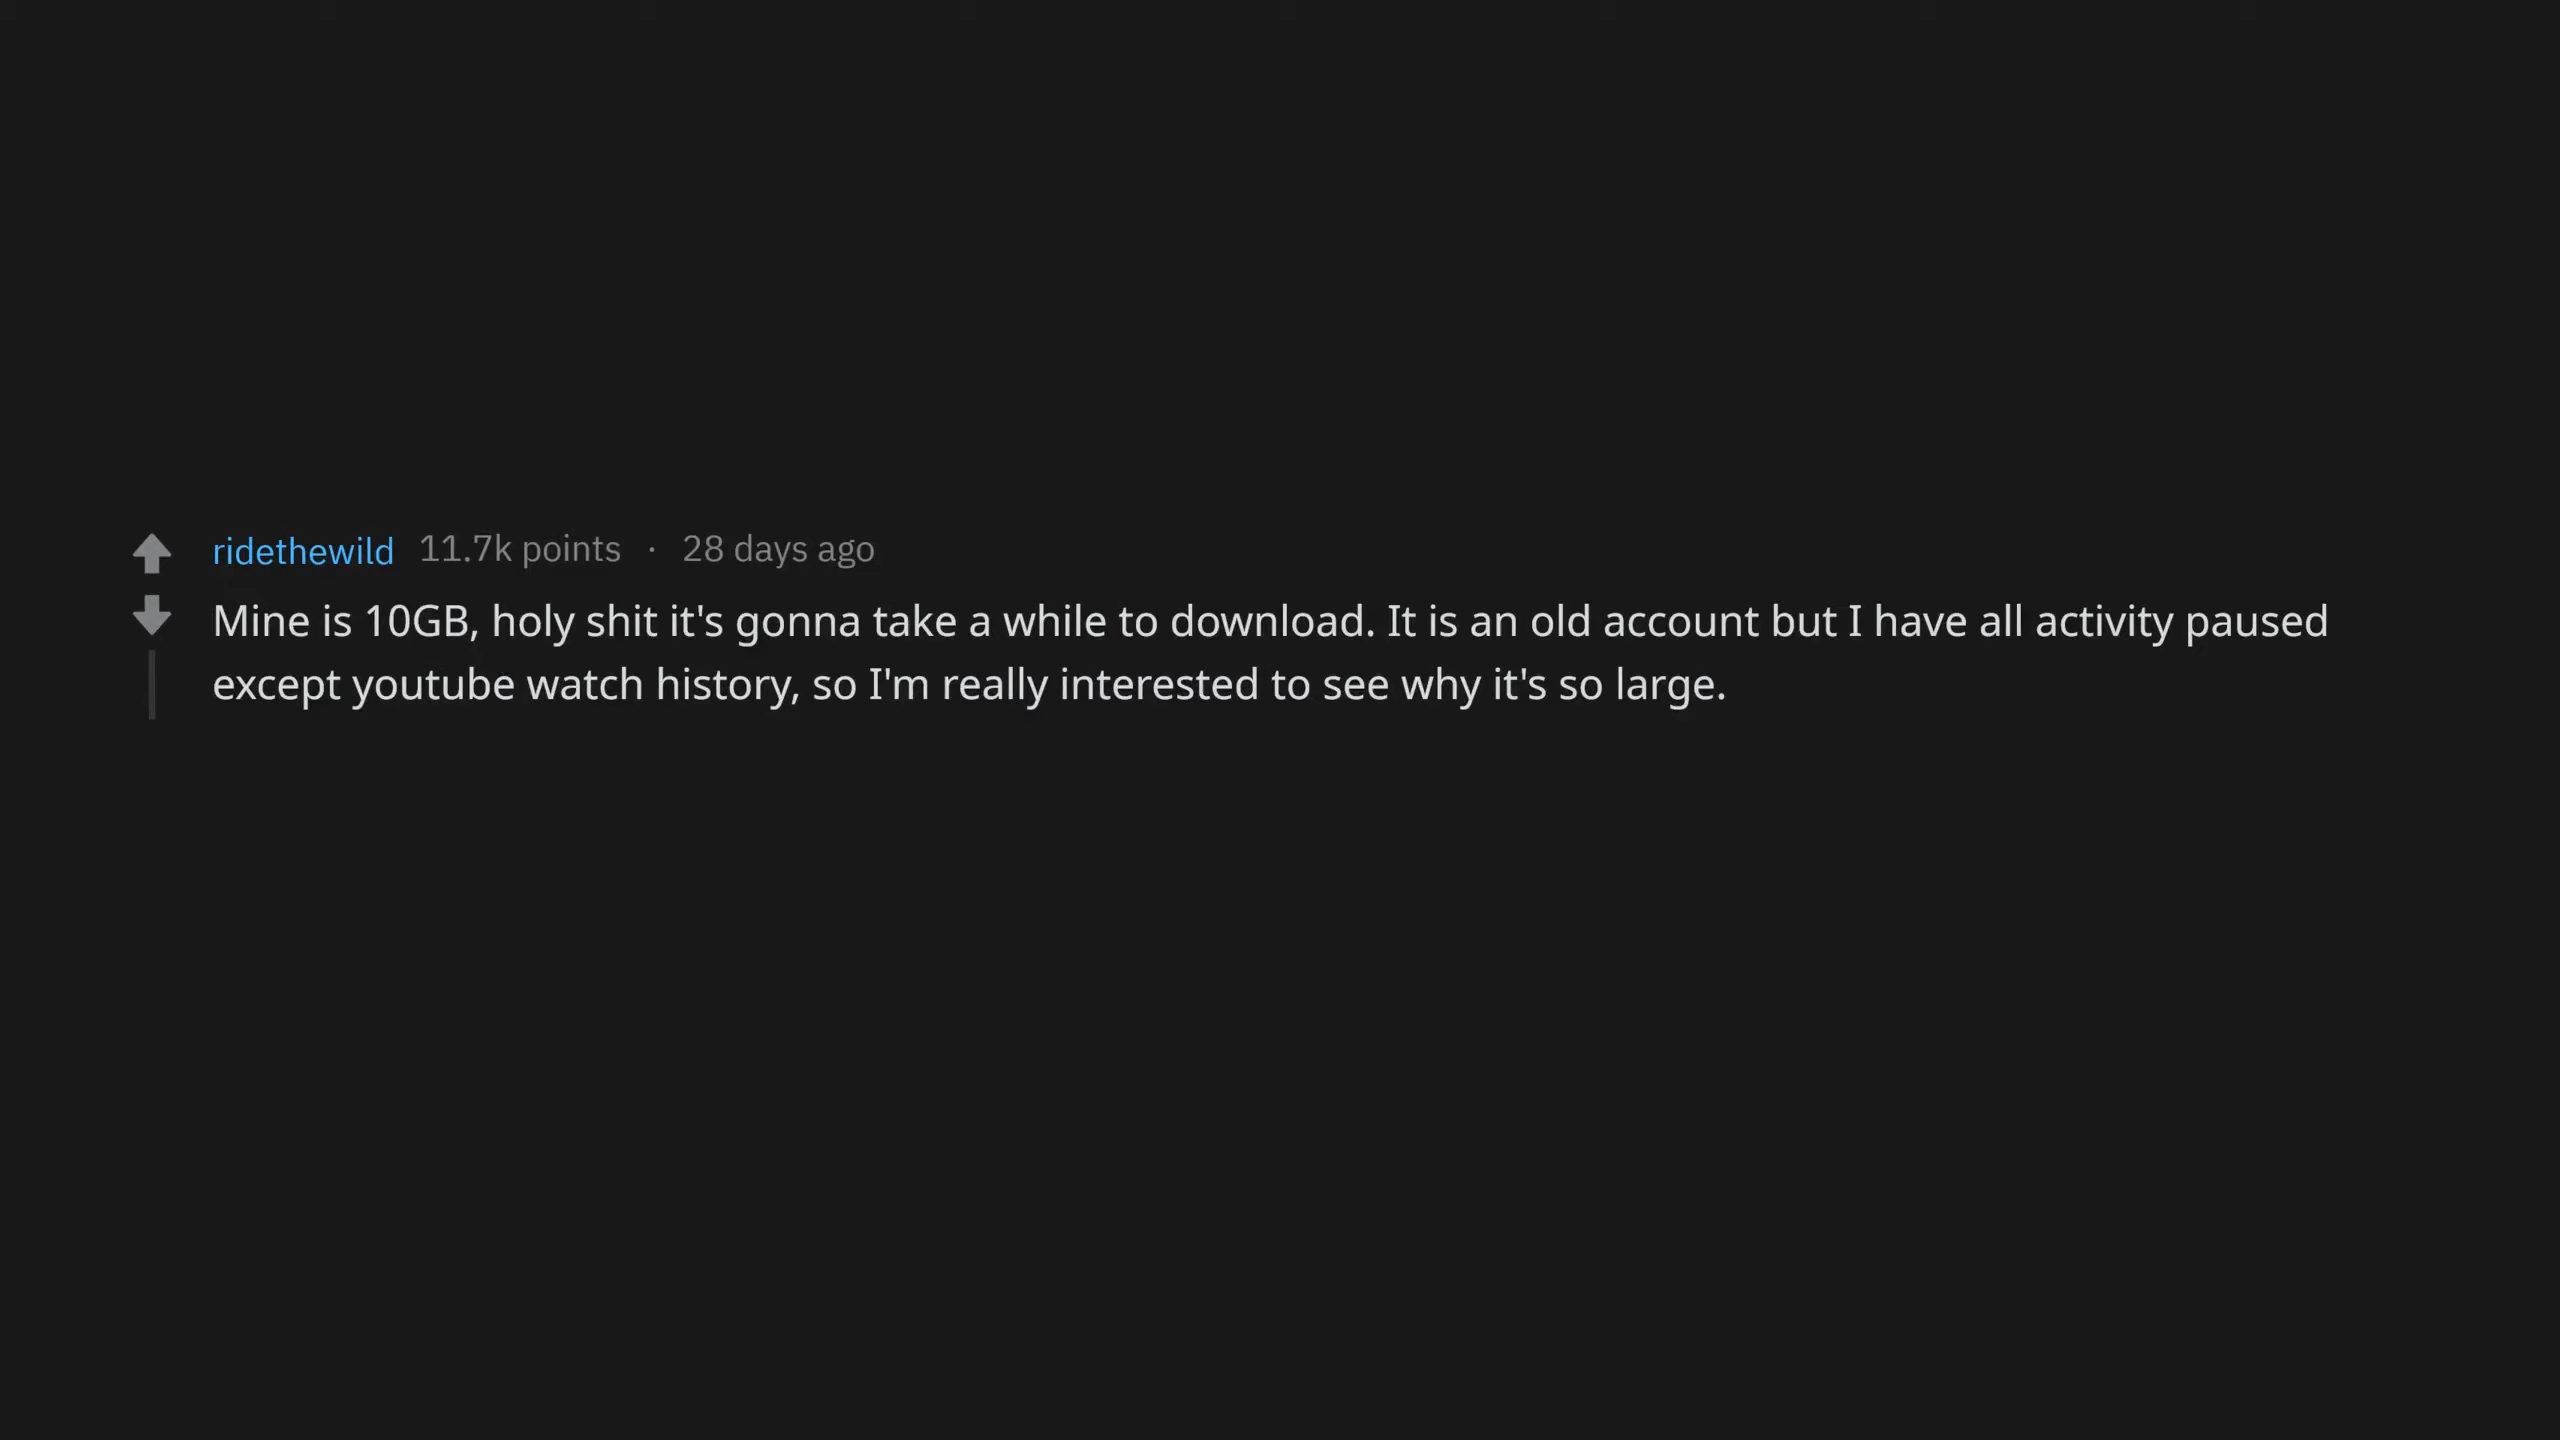 ridethewild 11.7k points · 28 days ago
Mine is 10GB, holy shit it's gonna take a while to download. It is an old account but I have all activity paused
except youtube watch history, so I'm really interested to see why it's so large.